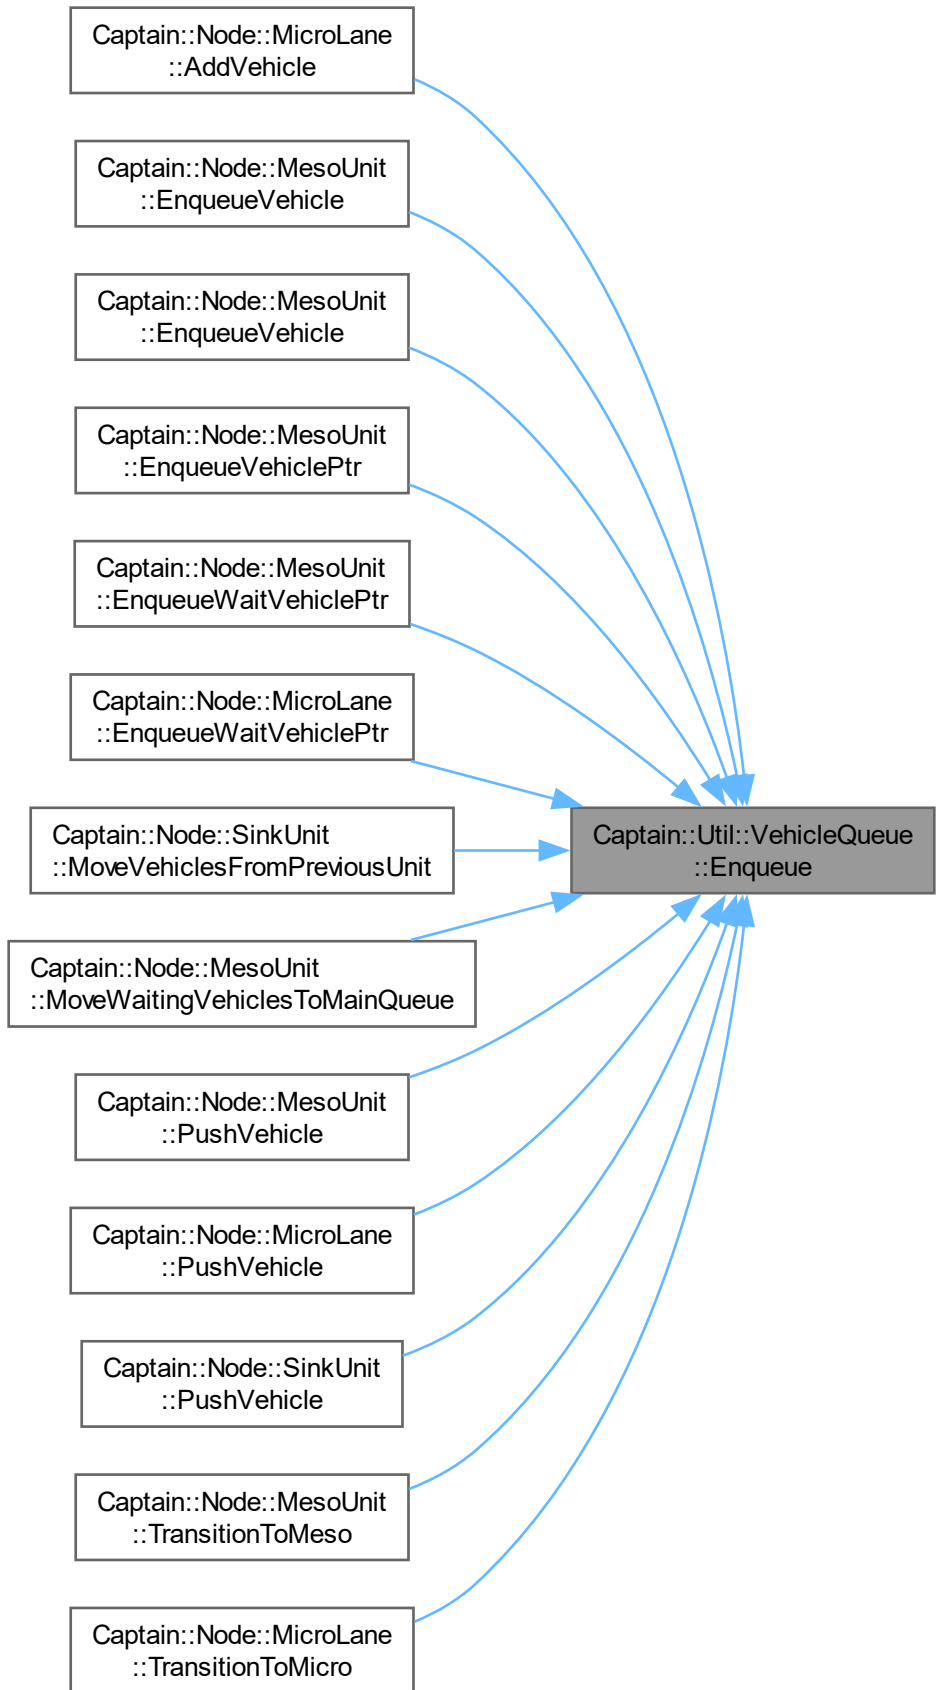 Captain::Node::MicroLane
::AddVehicle
Captain::Node::MesoUnit
::EnqueueVehicle
Captain::Node::MesoUnit
::EnqueueVehicle
Captain::Node::MesoUnit
::EnqueueVehiclePtr
Captain::Node::MesoUnit
::EnqueueWaitVehiclePtr
Captain::Node::MicroLane
::EnqueueWaitVehiclePtr
Captain::Node::SinkUnit
::MoveVehiclesFromPreviousUnit
Captain::Util::VehicleQueue
::Enqueue
Captain::Node::MesoUnit
::MoveWaitingVehiclesToMainQueue
Captain::Node::MesoUnit
::PushVehicle
Captain::Node::MicroLane
::PushVehicle
Captain::Node::SinkUnit
::PushVehicle
Captain::Node::MesoUnit
::TransitionToMeso
Captain::Node::MicroLane
::TransitionToMicro